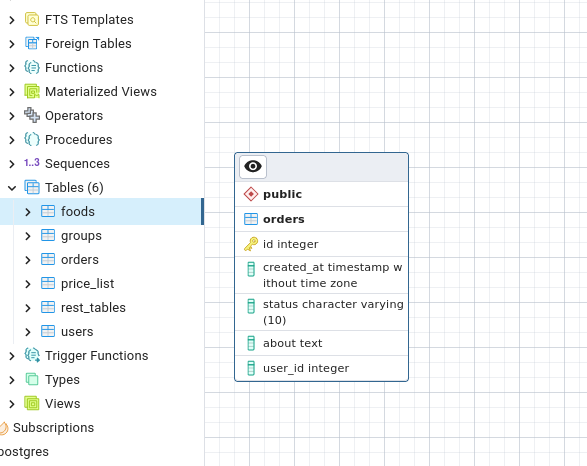 FTS Templates
Foreign Tables
Functions
Materialized Views
Operators
Procedures
1..3 Sequences
Tables (6)
foods
groups
orders
price_list
rest_tables
users
Trigger Functions
Types
Views
Subscriptions
postgres
public
orders
id integer
created_at timestamp w
ithout time zone
status character varying
(10)
about text
user_id integer